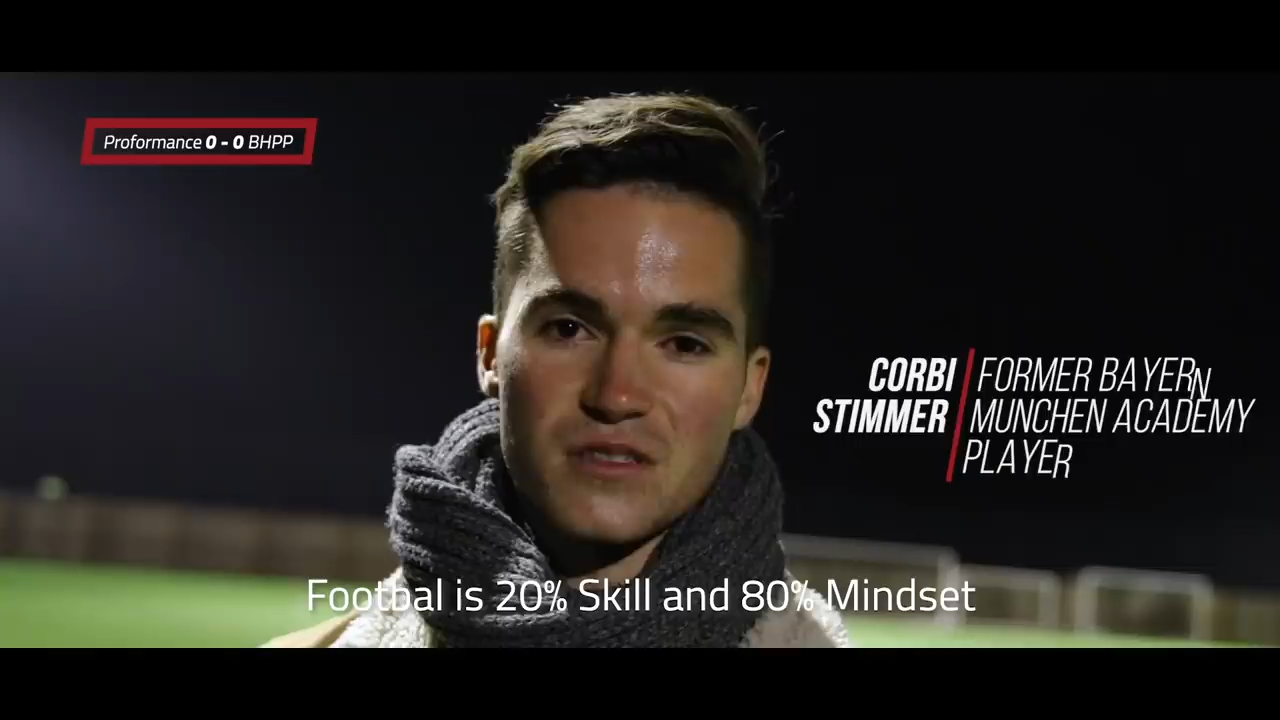 Proformance 0 - 0 BHPP
CORBI
STIMMER
FORMER BAYERN
MUNCHEN ACADEMY
PLAYER
Footbal is 20% Skill and 80% Mindset